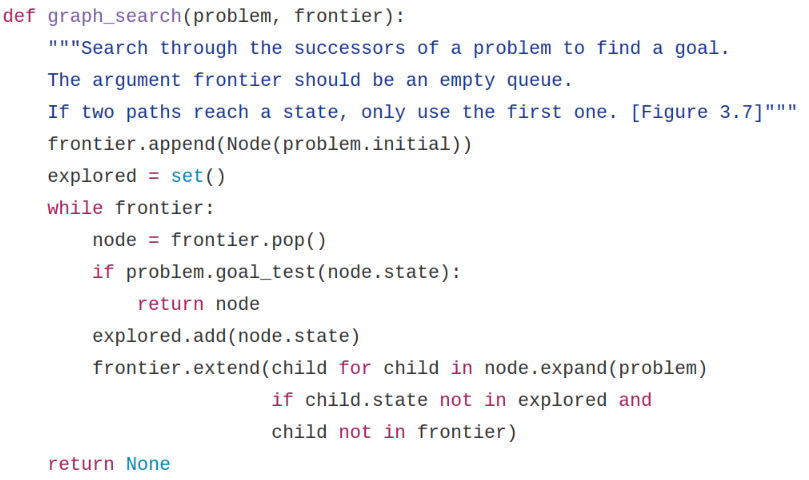 def graph_search(problem, frontier):
    """Search through the successors of a problem to find a goal.
    The argument frontier should be an empty queue.
    If two paths reach a state, only use the first one. [Figure 3.7]"""
    frontier.append(Node(problem.initial))
    explored = set()
    while frontier:
        node = frontier.pop()
        if problem.goal_test(node.state):
            return node
        explored.add(node.state)
        frontier.extend(child for child in node.expand(problem)
                        if child.state not in explored and
                        child not in frontier)
    return None